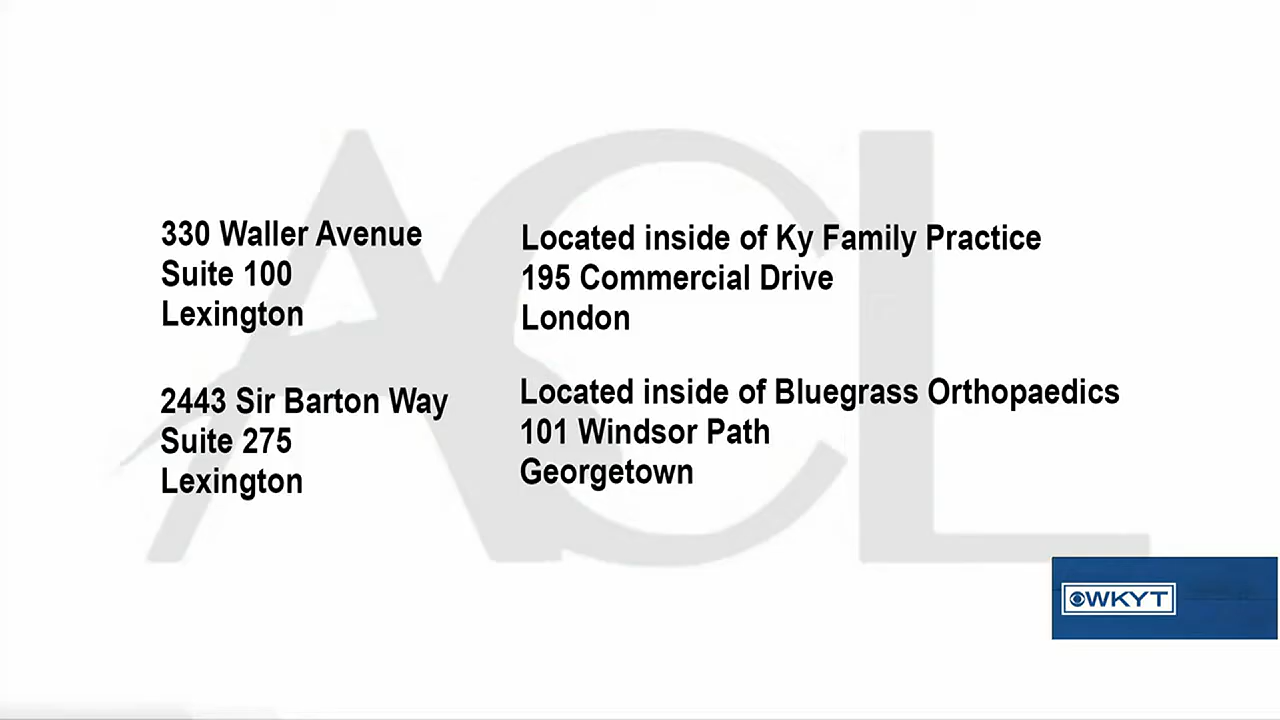 ACL
330 Waller Avenue
Suite 100
Lexington
2443 Sir Barton Way
Suite 275
Lexington
Located inside of Ky Family Practice
195 Commercial Drive
London
Located inside of Bluegrass Orthopaedics
101 Windsor Path
Georgetown
WKYT